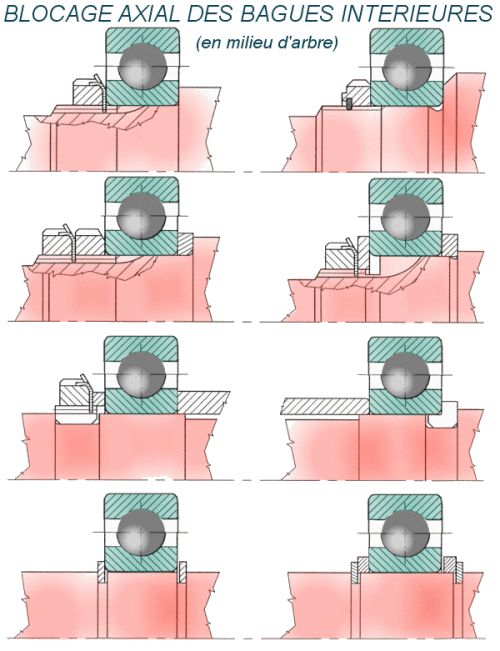 BLOCAGE AXIAL DES BAGUES INTERIEURES
(en milieu d'arbre)